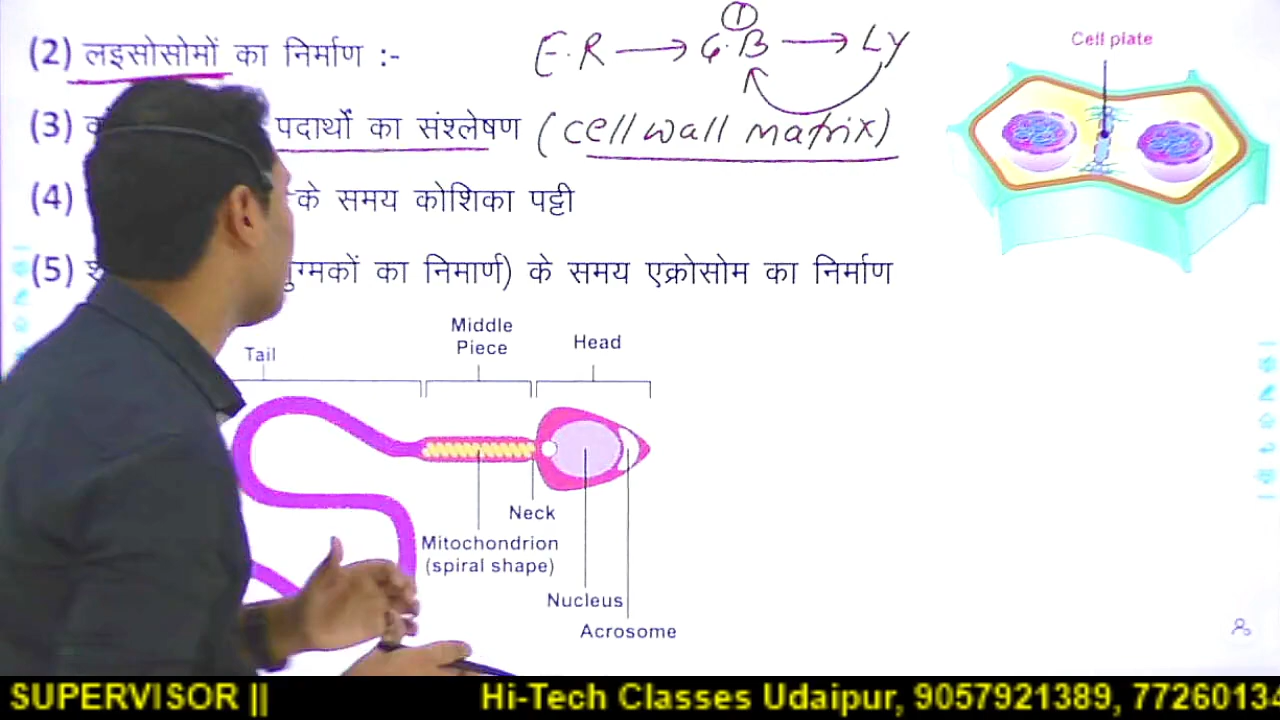 (2) लइसोसोमों का निर्माण :- E.R → G.B → Ly
①
(3) पदार्थों का संश्लेषण (cell wall matrix)
(4) के समय कोशिका पट्टी
(5) युग्मकों का निमार्ण) के समय एक्रोसोम का निर्माण
Cell plate
Tail
Middle
Piece
Head
Neck
Mitochondrion
(spiral shape)
Nucleus
Acrosome
SUPERVISOR || Hi-Tech Classes Udaipur, 9057921389, 7726013